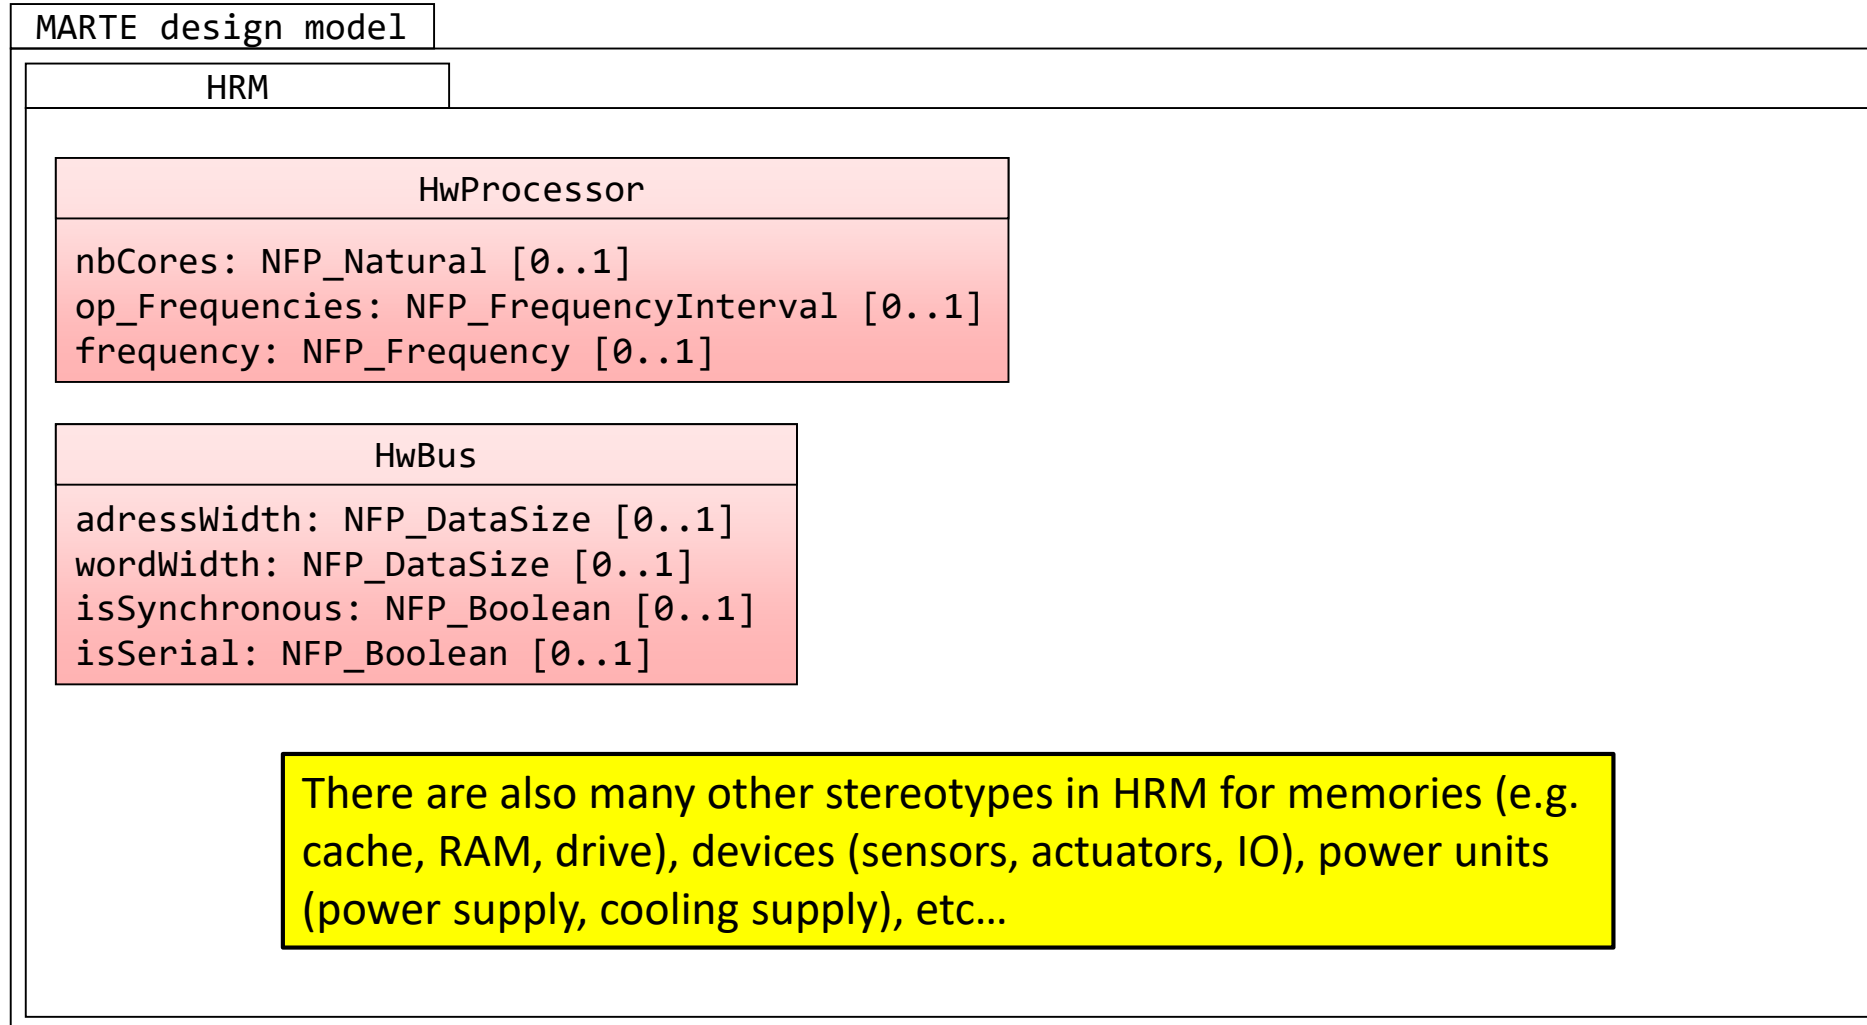 MARTE design model
HRM
HwProcessor
nbCores: NFP_Natural [0..1]
op_Frequencies: NFP_FrequencyInterval [0..1]
frequency: NFP_Frequency [0..1]
HwBus
adressWidth: NFP_DataSize [0..1]
wordWidth: NFP_DataSize [0..1]
isSynchronous: NFP_Boolean [0..1]
isSerial: NFP_Boolean [0..1]
There are also many other stereotypes in HRM for memories (e.g.
cache, RAM, drive), devices (sensors, actuators, IO), power units
(power supply, cooling supply), etc…